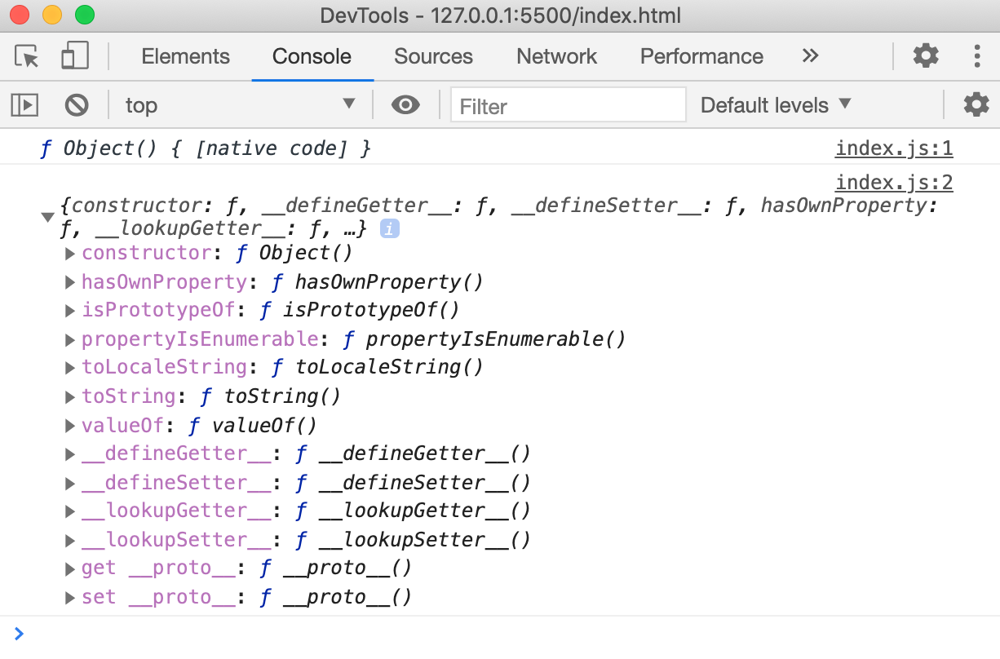 DevTools - 127.0.0.1:5500/index.html
Elements Console Sources Network Performance »
top ▼ Filter Default levels ▼
ƒ Object() { [native code] } index.js:1
index.js:2
▼ {constructor: ƒ, __defineGetter__: ƒ, __defineSetter__: ƒ, hasOwnProperty:
ƒ, __lookupGetter__: ƒ, …} i
▶ constructor: ƒ Object()
▶ hasOwnProperty: ƒ hasOwnProperty()
▶ isPrototypeOf: ƒ isPrototypeOf()
▶ propertyIsEnumerable: ƒ propertyIsEnumerable()
▶ toLocaleString: ƒ toLocaleString()
▶ toString: ƒ toString()
▶ valueOf: ƒ valueOf()
▶ __defineGetter__: ƒ __defineGetter__()
▶ __defineSetter__: ƒ __defineSetter__()
▶ __lookupGetter__: ƒ __lookupGetter__()
▶ __lookupSetter__: ƒ __lookupSetter__()
▶ get __proto__: ƒ __proto__()
▶ set __proto__: ƒ __proto__()